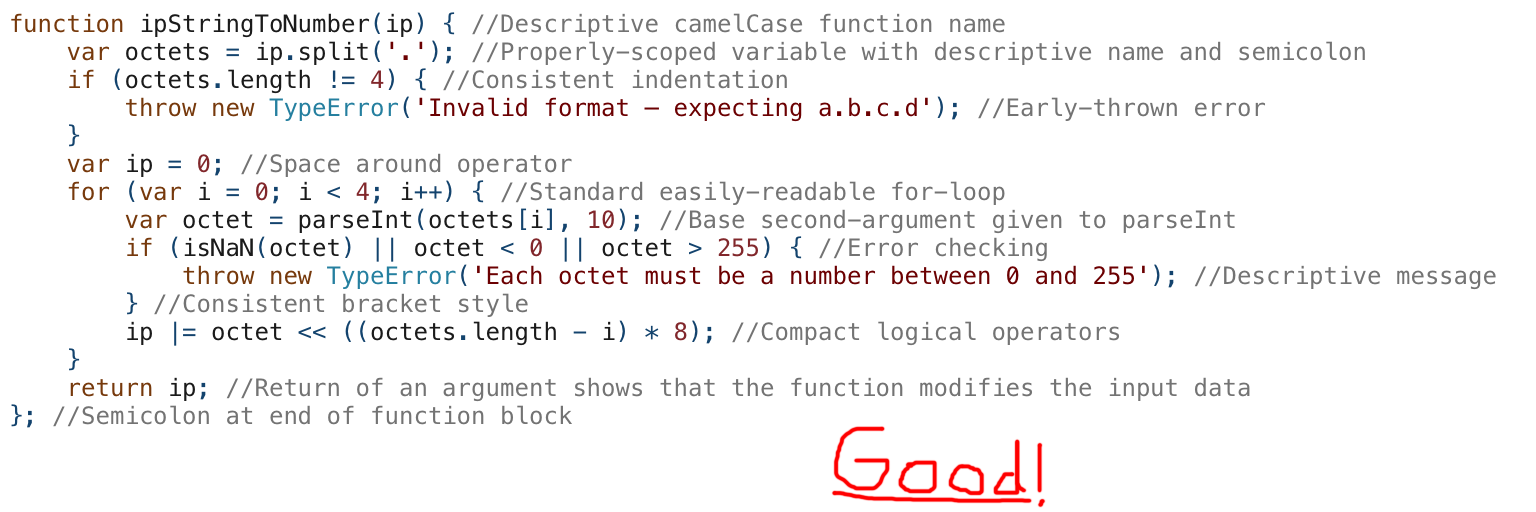 function ipStringToNumber(ip) { //Descriptive camelCase function name
    var octets = ip.split('.'); //Properly-scoped variable with descriptive name and semicolon
    if (octets.length != 4) { //Consistent indentation
        throw new TypeError('Invalid format – expecting a.b.c.d'); //Early-thrown error
    }
    var ip = 0; //Space around operator
    for (var i = 0; i < 4; i++) { //Standard easily-readable for-loop
        var octet = parseInt(octets[i], 10); //Base second-argument given to parseInt
        if (isNaN(octet) || octet < 0 || octet > 255) { //Error checking
            throw new TypeError('Each octet must be a number between 0 and 255'); //Descriptive message
        } //Consistent bracket style
        ip |= octet << ((octets.length - i) * 8); //Compact logical operators
    }
    return ip; //Return of an argument shows that the function modifies the input data
}; //Semicolon at end of function block
Good!